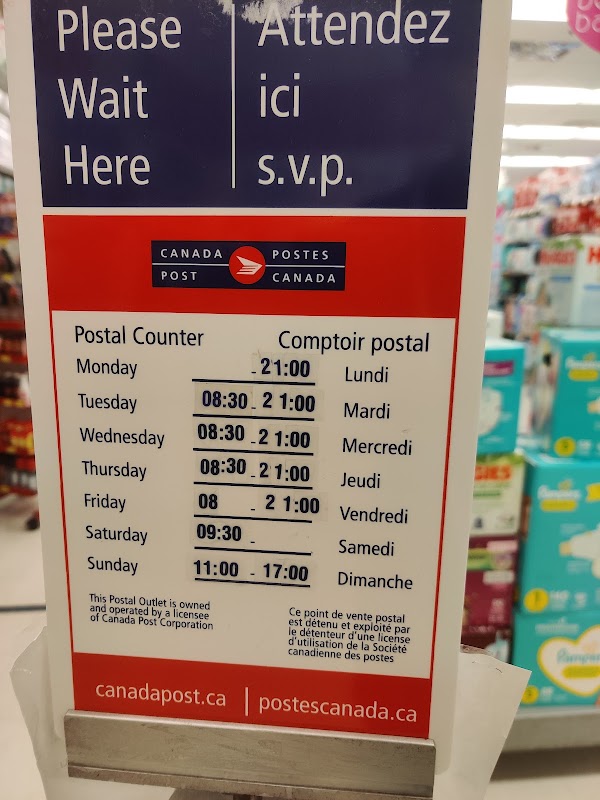 Please
Wait
Here
Attendez
ici
s.v.p.
CANADA POSTES
POST CANADA
Postal Counter Comptoir postal
Monday - 21:00 Lundi
Tuesday 08:30 - 21:00 Mardi
Wednesday 08:30 - 21:00 Mercredi
Thursday 08:30 - 21:00 Jeudi
Friday 08 - 21:00 Vendredi
Saturday 09:30 - Samedi
Sunday 11:00 - 17:00 Dimanche
This Postal Outlet is owned
and operated by a licensee
of Canada Post Corporation
Ce point de vente postal
est détenu et exploité par
le détenteur d'une license
d'utilisation de la Société
canadienne des postes
canadapost.ca | postescanada.ca
Pampers